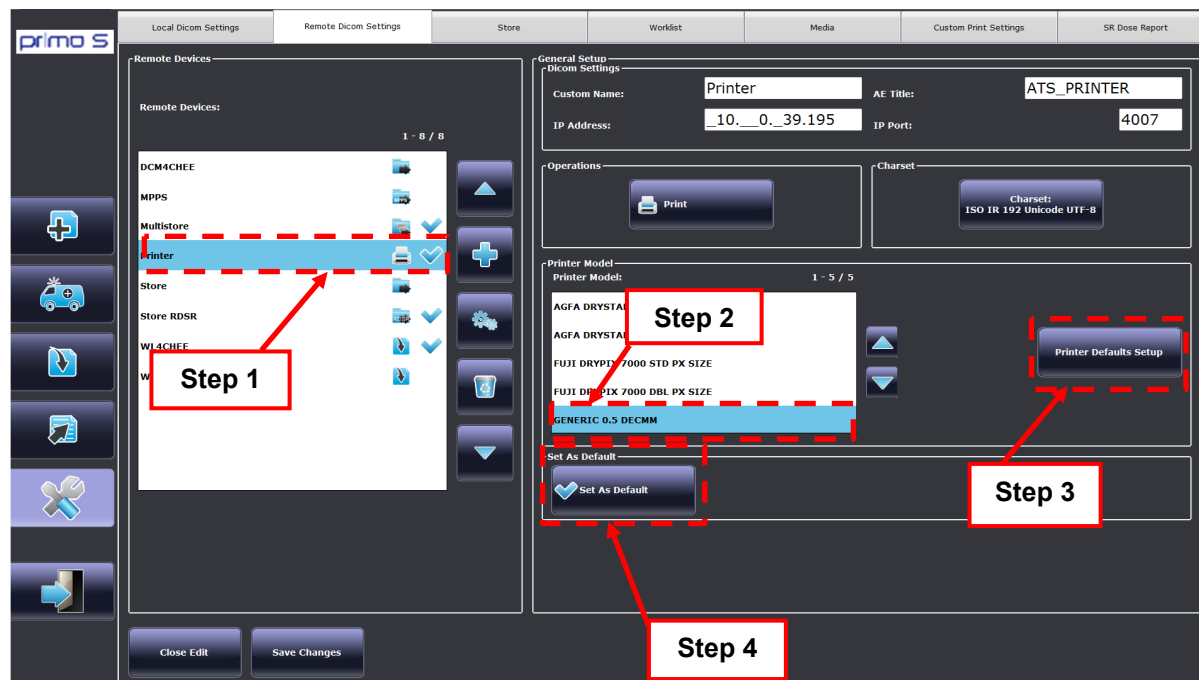 primo S
Local Dicom Settings
Remote Dicom Settings
Store
Worklist
Media
Custom Print Settings
SR Dose Report
Remote Devices
Remote Devices:
1 - 8 / 8
DCM4CHEE
MPPS
Multistore
Printer
Store
Store RDSR
WL4CHEE
W
Step 1
General Setup
Dicom Settings
Custom Name:
Printer
AE Title:
ATS_PRINTER
IP Address:
_10.__0._39.195
IP Port:
4007
Operations
Print
Charset
Charset:
ISO IR 192 Unicode UTF-8
Printer Model
Printer Model:
1 - 5 / 5
AGFA DRYSTA
AGFA DRYSTA
FUJI DRYPIX 7000 STD PX SIZE
FUJI DRYPIX 7000 DBL PX SIZE
GENERIC 0.5 DECMM
Step 2
Printer Defaults Setup
Step 3
Set As Default
Set As Default
Step 4
Close Edit
Save Changes